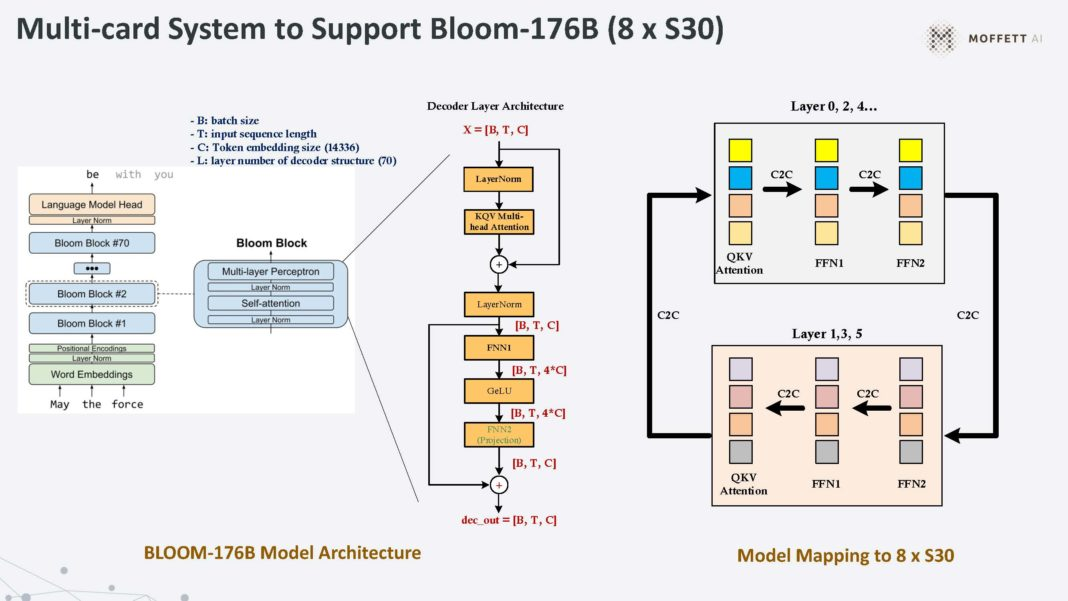 Multi-card System to Support Bloom-176B (8 x S30)
MOFFETT AI
- B: batch size
- T: input sequence length
- C: Token embedding size (14336)
- L: layer number of decoder structure (70)
be with you
Language Model Head
Layer Norm
Bloom Block #70
•••
Bloom Block #2
Bloom Block #1
Positional Encodings
Layer Norm
Word Embeddings
May the force
Bloom Block
Multi-layer Perceptron
Layer Norm
Self-attention
Layer Norm
BLOOM-176B Model Architecture
Decoder Layer Architecture
X = [B, T, C]
LayerNorm
KQV Multi-
head Attention
+
LayerNorm
[B, T, C]
FNN1
[B, T, 4*C]
GeLU
[B, T, 4*C]
FNN2
(Projection)
[B, T, C]
+
dec_out = [B, T, C]
Layer 0, 2, 4...
C2C
C2C
QKV
Attention
FFN1
FFN2
C2C
C2C
Layer 1,3, 5
C2C
C2C
QKV
Attention
FFN1
FFN2
Model Mapping to 8 x S30